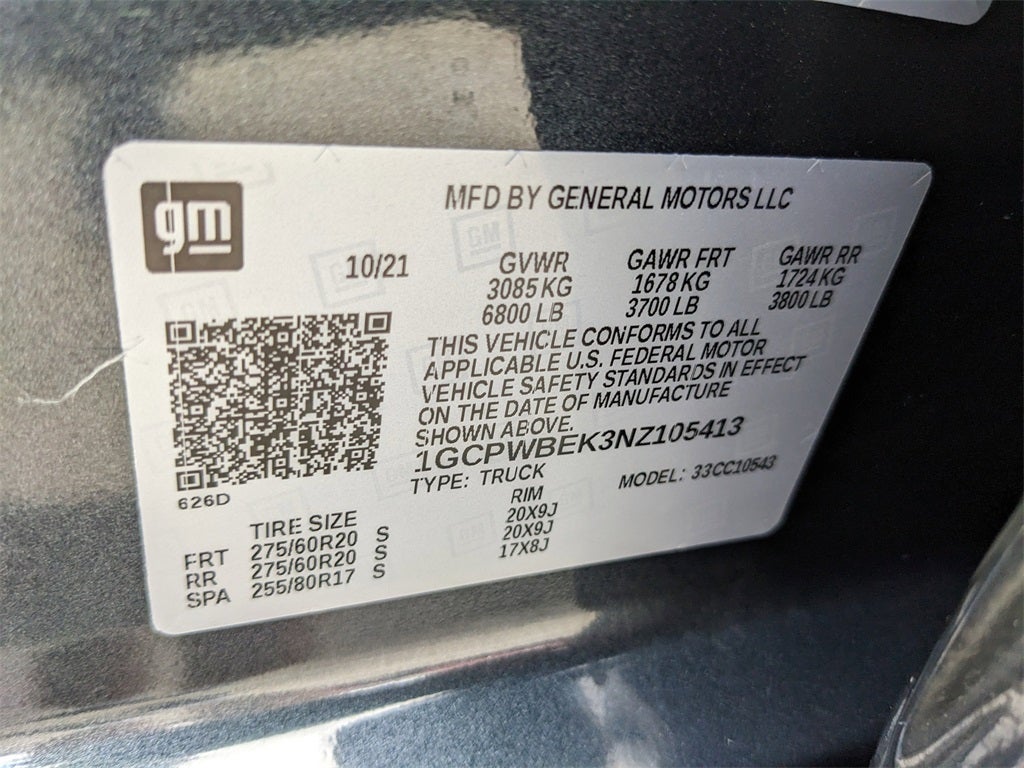 gm
MFD BY GENERAL MOTORS LLC
10/21 GVWR GAWR FRT GAWR RR
3085 KG 1678 KG 1724 KG
6800 LB 3700 LB 3800 LB
THIS VEHICLE CONFORMS TO ALL
APPLICABLE U.S. FEDERAL MOTOR
VEHICLE SAFETY STANDARDS IN EFFECT
ON THE DATE OF MANUFACTURE
SHOWN ABOVE.
1GCPWBEK3NZ105413
TYPE: TRUCK MODEL: 33CC10543
626D
TIRE SIZE RIM
FRT 275/60R20 S 20X9J
RR 275/60R20 S 20X9J
SPA 255/80R17 S 17X8J